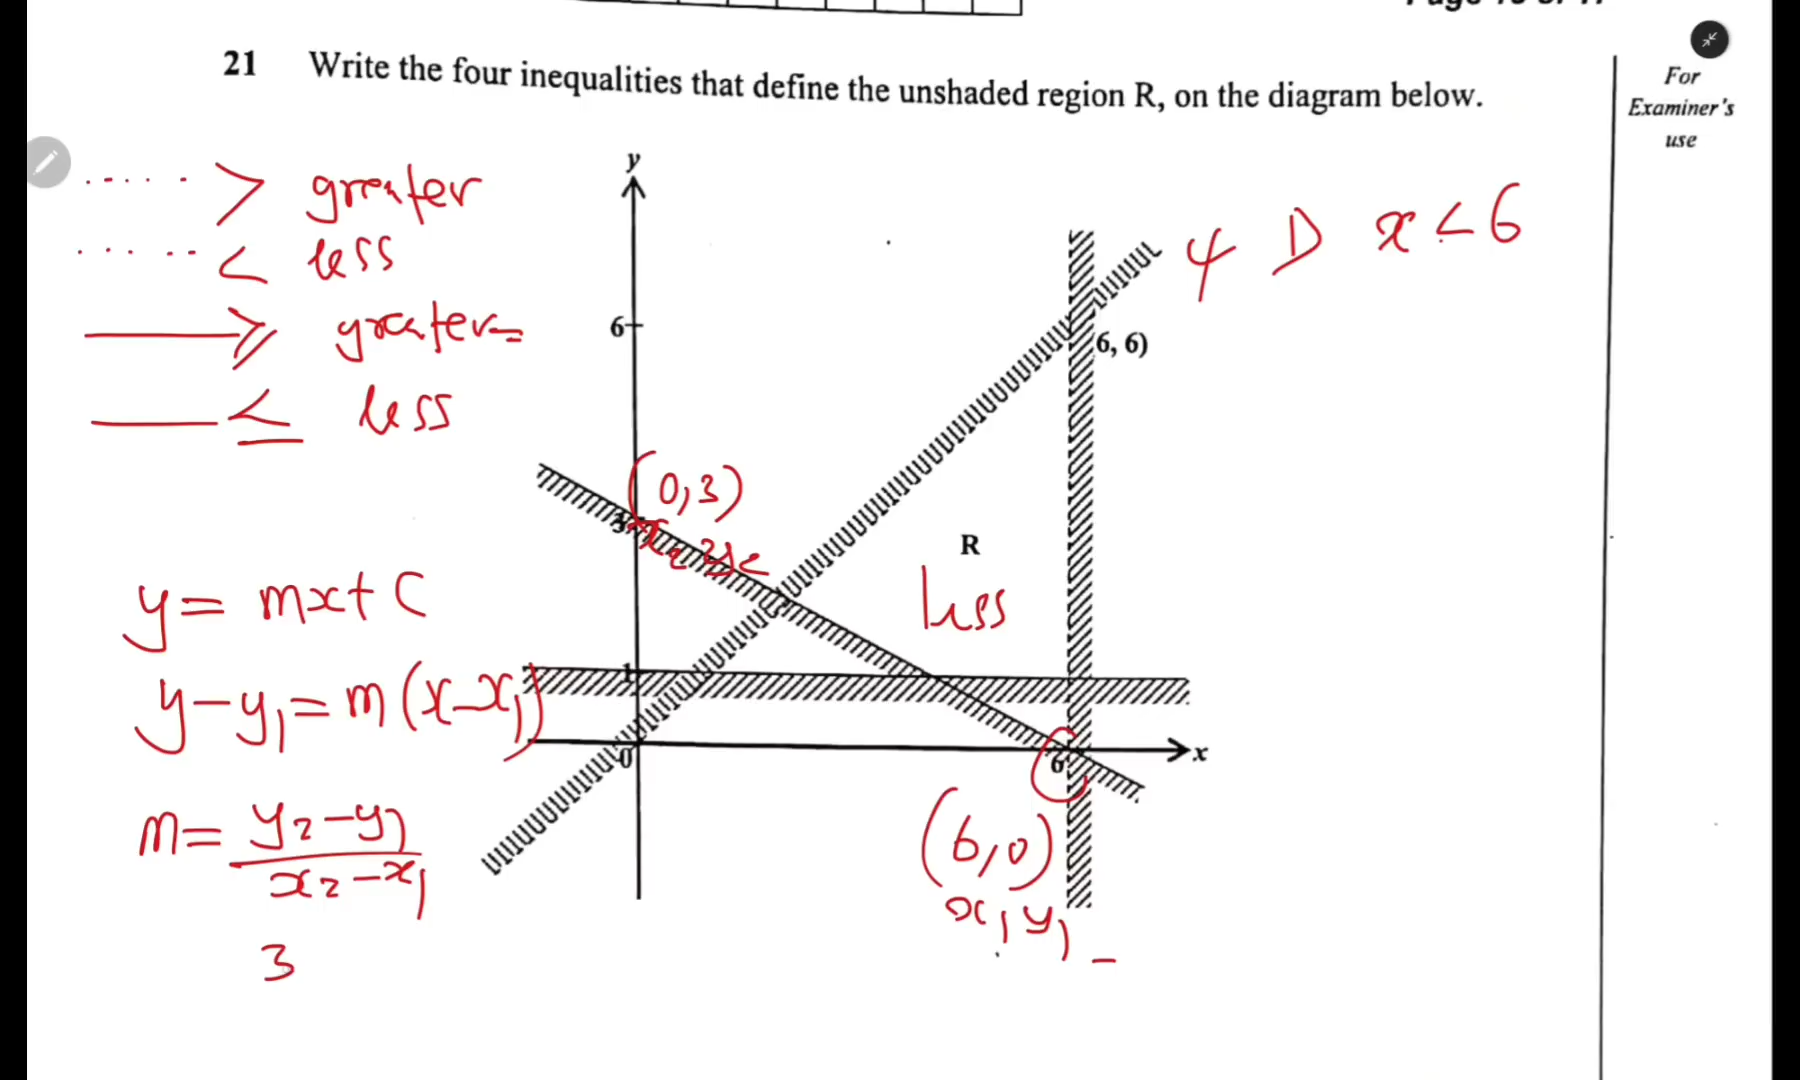 21 Write the four inequalities that define the unshaded region R, on the diagram below.
For
Examiner's
use
y
> greater
< less
⩾ greater=
≤ less
4 D x < 6
6
6, 6)
(0,3)
3
R
less
y = mx + C
1
y - y₁ = m(x - x₁)
0
6
x
m = y₂ - y₁
x₂ - x₁
(6,0)
x₁ y₁
3